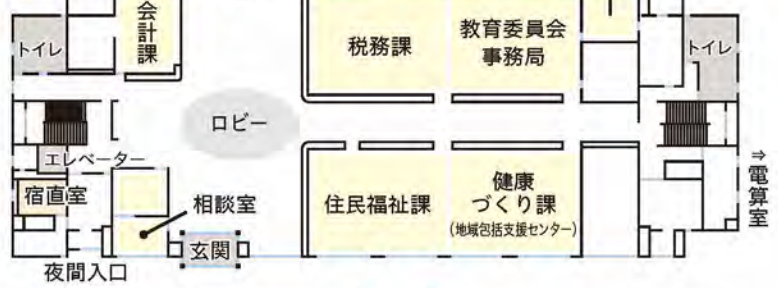 会計課
トイレ
税務課
教育委員会
事務局
トイレ
ロビー
エレベーター
宿直室
相談室
住民福祉課
健康
づくり課
(地域包括支援センター)
⇒電算室
玄関
夜間入口